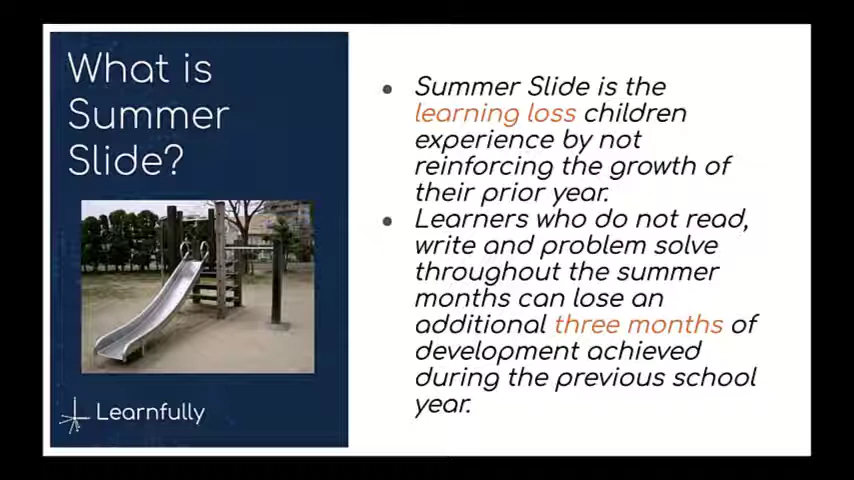 What is
Summer
Slide?
Learnfully
Summer Slide is the
learning loss children
experience by not
reinforcing the growth of
their prior year.
Learners who do not read,
write and problem solve
throughout the summer
months can lose an
additional three months of
development achieved
during the previous school
year.